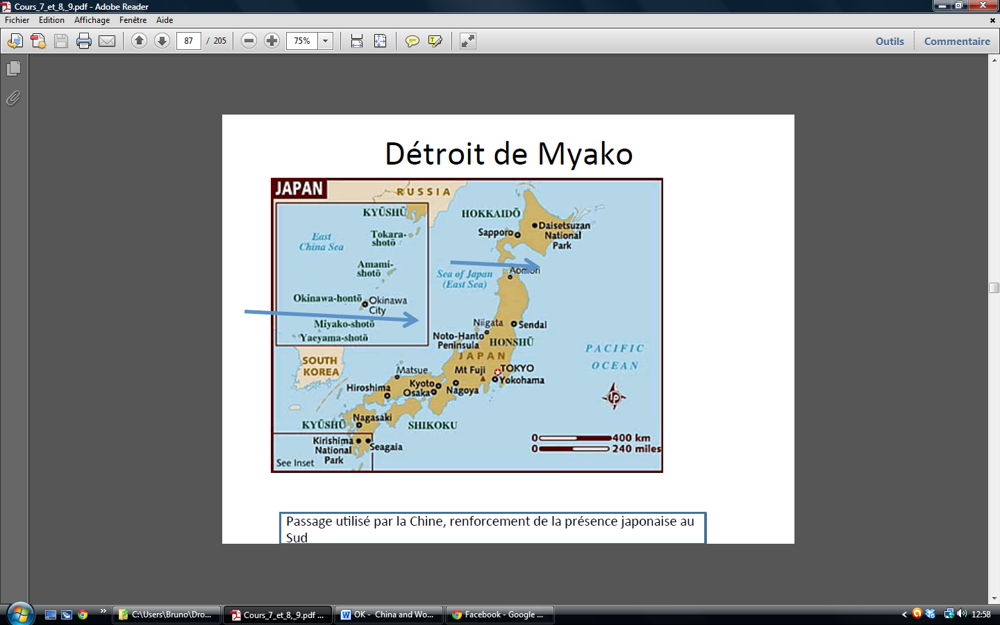 Cours_7_et_8,_9.pdf - Adobe Reader
Fichier Edition Affichage Fenêtre Aide
87 / 205 75% Outils Commentaire
Détroit de Myako
JAPAN
RUSSIA
KYŪSHŪ
HOKKAIDŌ
Tokara-
shotō
East
China Sea
Sapporo
Daisetsuzan
National
Park
Amami-
shotō
Sea of Japan
(East Sea)
Aomori
Okinawa-hontō
Okinawa
City
Miyako-shotō
Yaeyama-shotō
Niigata
Sendai
Noto-Hanto
Peninsula
HONSHŪ
JAPAN
PACIFIC
OCEAN
SOUTH
KOREA
Matsue
Mt Fuji
TOKYO
Yokohama
Hiroshima
Kyoto
Osaka
Nagoya
Nagasaki
KYŪSHŪ
SHIKOKU
Kirishima
National
Park
Seagaia
See Inset
LP
0 400 km
0 240 miles
Passage utilisé par la Chine, renforcement de la présence japonaise au
Sud
C:\Users\Bruno\Dro... Cours_7_et_8,_9.pdf ... OK - China and Wo... Facebook - Google ... 12:58